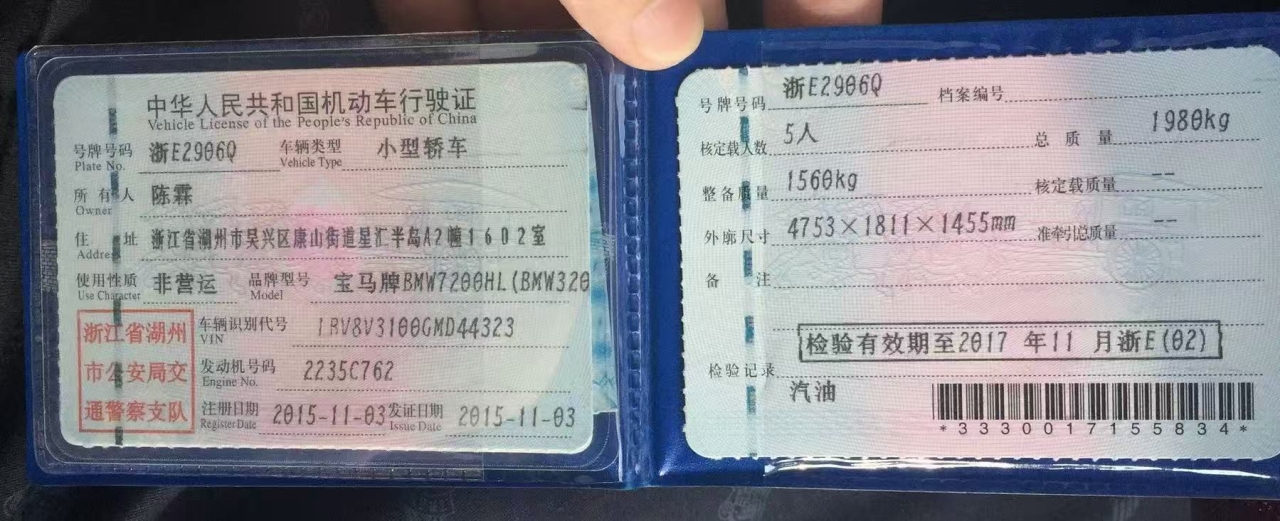 中华人民共和国机动车行驶证
Vehicle License of the People's Republic of China
号牌号码 浙E2906Q 车辆类型 小型轿车
Plate No. Vehicle Type
所有人 陈霖
Owner
住址 浙江省湖州市吴兴区康山街道星汇半岛A2幢1602室
Address
使用性质 非营运 品牌型号 宝马牌BMW7200HL(BMW320
Use Character Model
浙江省湖州
市公安局交
通警察支队
车辆识别代号 LBV8V3100GMD44323
VIN
发动机号码 2235C762
Engine No.
注册日期 2015-11-03 发证日期 2015-11-03
Register Date Issue Date
号牌号码 浙E2906Q 档案编号
核定载人数 5人 总质量 1980kg
整备质量 1560kg 核定载质量 --
外廓尺寸 4753×1811×1455mm 准牵引总质量 --
备注
检验有效期至2017 年11 月浙E(02)
检验记录
汽油
*3330017155834*